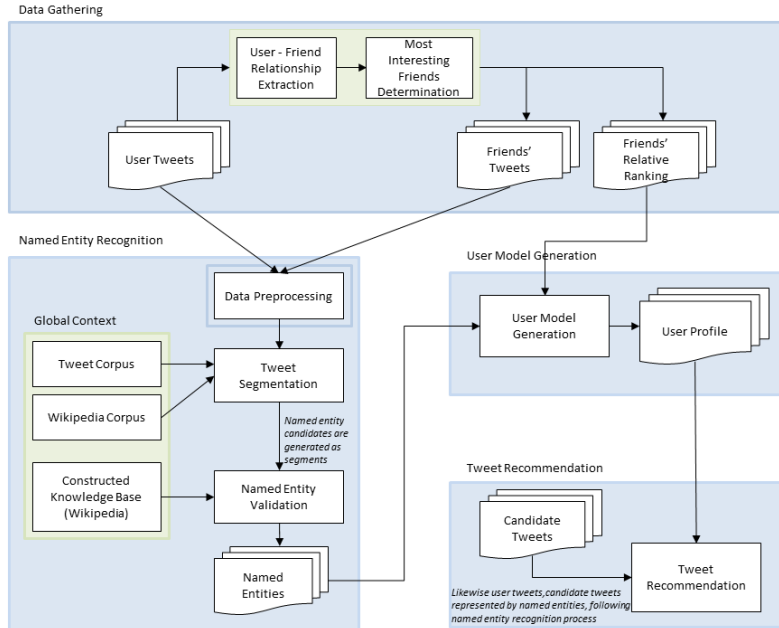 Data Gathering
User - Friend
Relationship
Extraction
Most
Interesting
Friends
Determination
User Tweets
Friends'
Tweets
Friends'
Relative
Ranking
Named Entity Recognition
Data Preprocessing
Global Context
Tweet Corpus
Wikipedia Corpus
Constructed
Knowledge Base
(Wikipedia)
Tweet
Segmentation
Named entity
candidates are
generated as
segments
Named Entity
Validation
Named
Entities
User Model Generation
User Model
Generation
User Profile
Tweet Recommendation
Candidate
Tweets
Tweet
Recommendation
Likewise user tweets,candidate tweets
represented by named entities, following
named entity recognition process